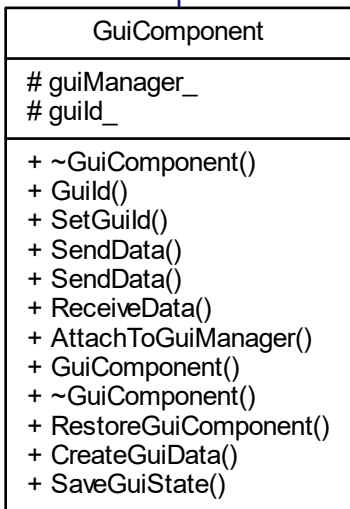 GuiComponent
# guiManager_
# guiId_
+ ~GuiComponent()
+ GuiId()
+ SetGuiId()
+ SendData()
+ SendData()
+ ReceiveData()
+ AttachToGuiManager()
+ GuiComponent()
+ ~GuiComponent()
+ RestoreGuiComponent()
+ CreateGuiData()
+ SaveGuiState()